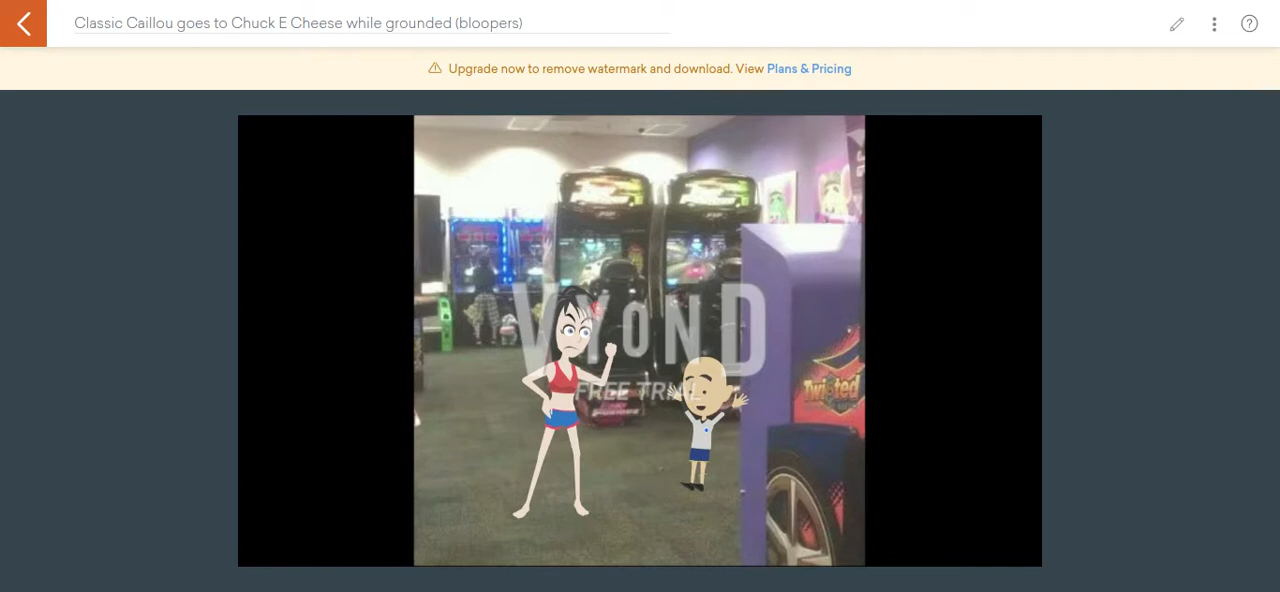 Classic Caillou goes to Chuck E Cheese while grounded (bloopers)
Upgrade now to remove watermark and download. View Plans & Pricing
VYOND
FREE TRIAL
Twisted